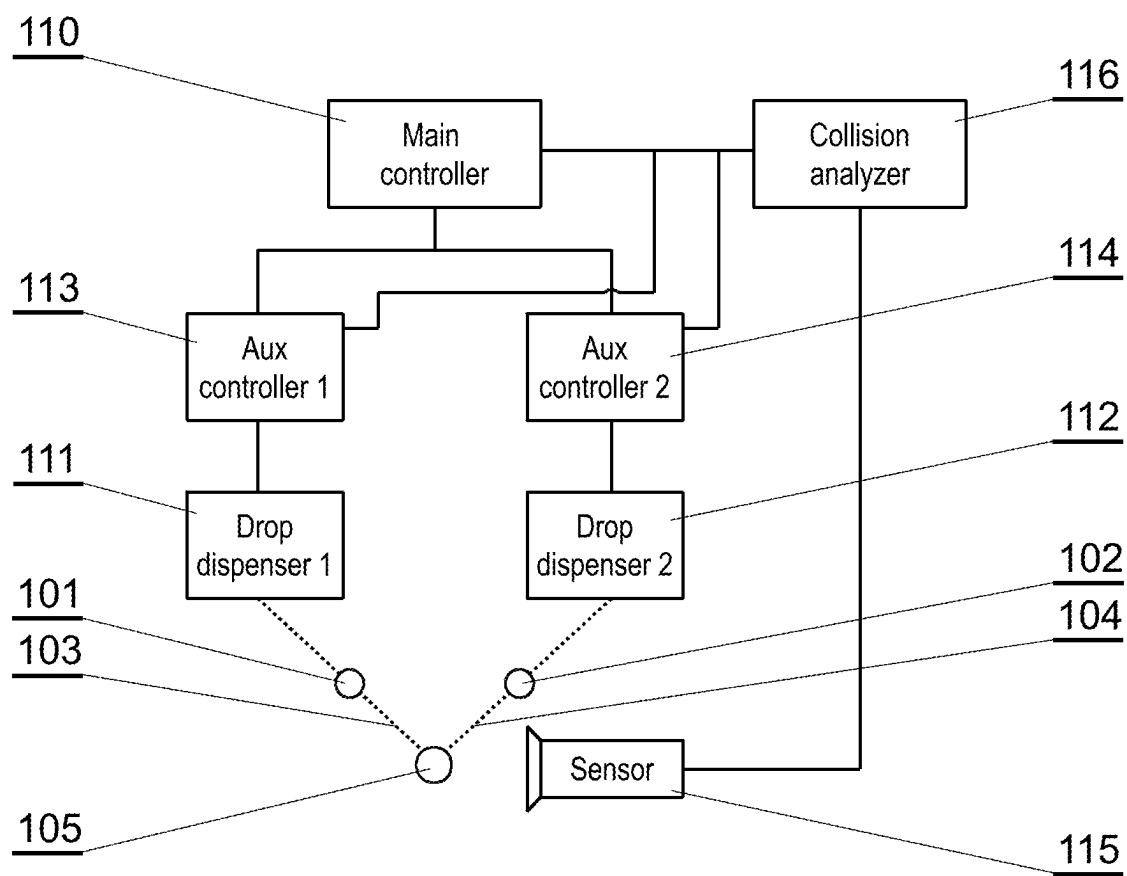 110
116
Main
controller
Collision
analyzer
113
114
Aux
controller 1
Aux
controller 2
111
112
Drop
dispenser 1
Drop
dispenser 2
101
102
103
104
Sensor
105
115